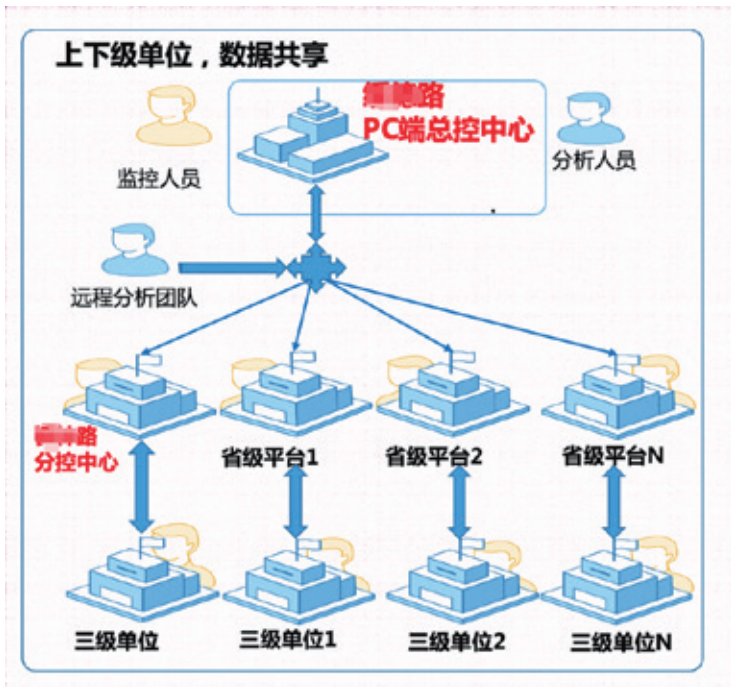 上下级单位，数据共享
路
PC端总控中心
监控人员
分析人员
远程分析团队
路
分控中心
省级平台1
省级平台2
省级平台N
三级单位
三级单位1
三级单位2
三级单位N